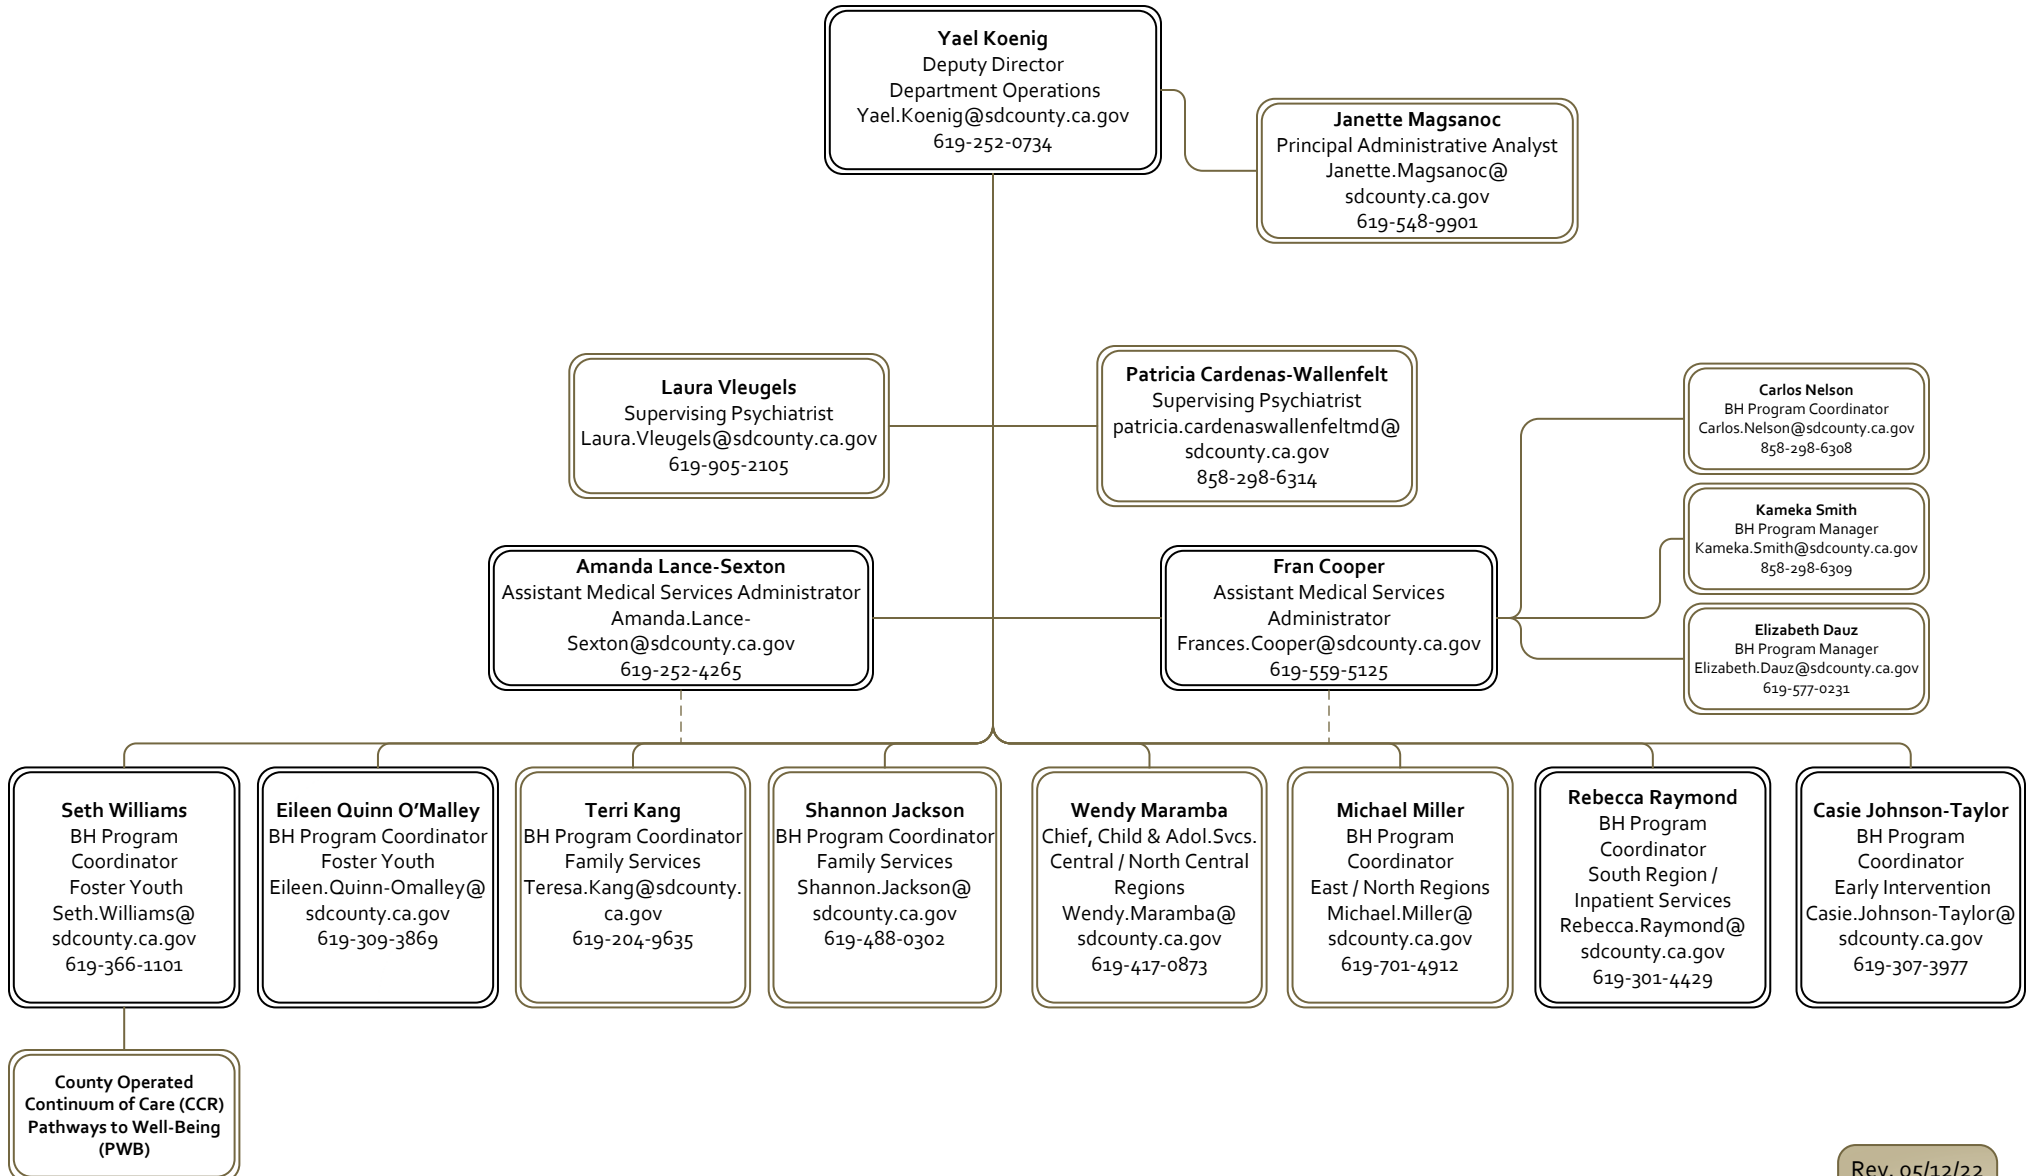 Yael Koenig
Deputy Director
Department Operations
Yael.Koenig@sdcounty.ca.gov
619-252-0734
Janette Magsanoc
Principal Administrative Analyst
Janette.Magsanoc@
sdcounty.ca.gov
619-548-9901
Laura Vleugels
Supervising Psychiatrist
Laura.Vleugels@sdcounty.ca.gov
619-905-2105
Patricia Cardenas-Wallenfelt
Supervising Psychiatrist
patricia.cardenaswallenfeltmd@
sdcounty.ca.gov
858-298-6314
Carlos Nelson
BH Program Coordinator
Carlos.Nelson@sdcounty.ca.gov
858-298-6308
Kameka Smith
BH Program Manager
Kameka.Smith@sdcounty.ca.gov
858-298-6309
Elizabeth Dauz
BH Program Manager
Elizabeth.Dauz@sdcounty.ca.gov
619-577-0231
Amanda Lance-Sexton
Assistant Medical Services Administrator
Amanda.Lance-
Sexton@sdcounty.ca.gov
619-252-4265
Fran Cooper
Assistant Medical Services
Administrator
Frances.Cooper@sdcounty.ca.gov
619-559-5125
Seth Williams
BH Program
Coordinator
Foster Youth
Seth.Williams@
sdcounty.ca.gov
619-366-1101
Eileen Quinn O’Malley
BH Program Coordinator
Foster Youth
Eileen.Quinn-Omalley@
sdcounty.ca.gov
619-309-3869
Terri Kang
BH Program Coordinator
Family Services
Teresa.Kang@sdcounty.
ca.gov
619-204-9635
Shannon Jackson
BH Program Coordinator
Family Services
Shannon.Jackson@
sdcounty.ca.gov
619-488-0302
Wendy Maramba
Chief, Child & Adol.Svcs.
Central / North Central
Regions
Wendy.Maramba@
sdcounty.ca.gov
619-417-0873
Michael Miller
BH Program
Coordinator
East / North Regions
Michael.Miller@
sdcounty.ca.gov
619-701-4912
Rebecca Raymond
BH Program
Coordinator
South Region /
Inpatient Services
Rebecca.Raymond@
sdcounty.ca.gov
619-301-4429
Casie Johnson-Taylor
BH Program
Coordinator
Early Intervention
Casie.Johnson-Taylor@
sdcounty.ca.gov
619-307-3977
County Operated
Continuum of Care (CCR)
Pathways to Well-Being
(PWB)
Rev. 05/12/22